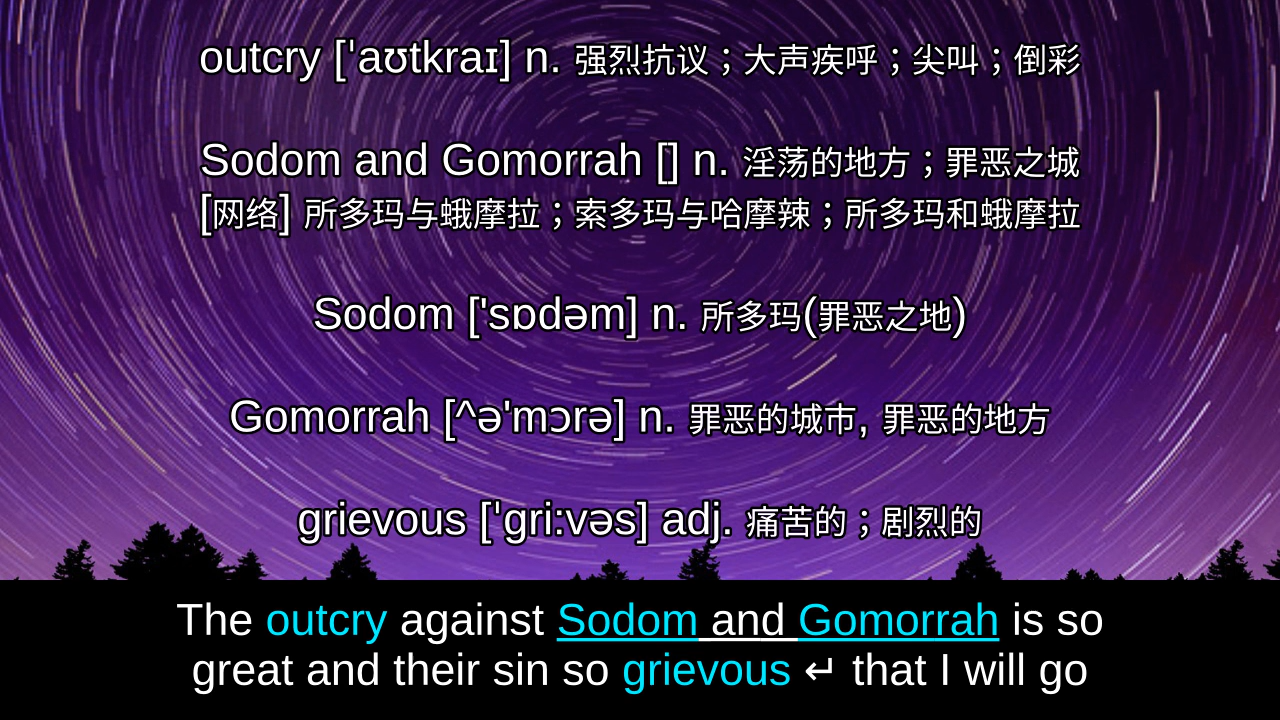 outcry [ˈaʊtkraɪ] n. 强烈抗议；大声疾呼；尖叫；倒彩
Sodom and Gomorrah [] n. 淫荡的地方；罪恶之城
[网络] 所多玛与蛾摩拉；索多玛与哈摩辣；所多玛和蛾摩拉
Sodom ['sɒdəm] n. 所多玛(罪恶之地)
Gomorrah [^ə'mɔrə] n. 罪恶的城市, 罪恶的地方
grievous [ˈgri:vəs] adj. 痛苦的；剧烈的
The outcry against Sodom and Gomorrah is so
great and their sin so grievous ↵ that I will go